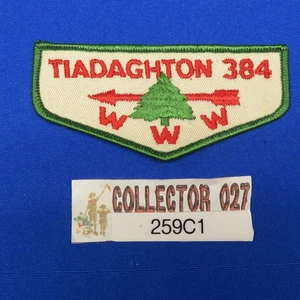 TIADAGHTON 384
W W W
COLLECTOR 027
259C1